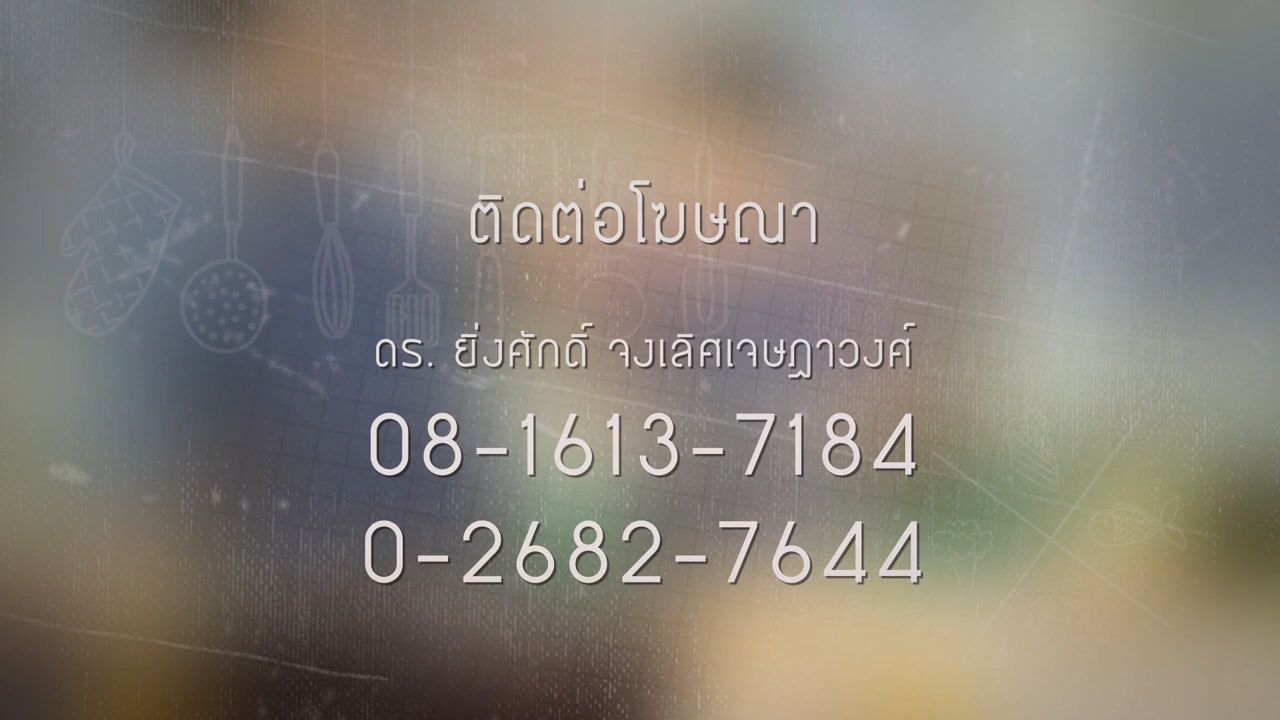 ติดต่อโฆษณา
ดร. ยิ่งศักดิ์ จงเลิศเจษฎาวงศ์
08-1613-7184
0-2682-7644